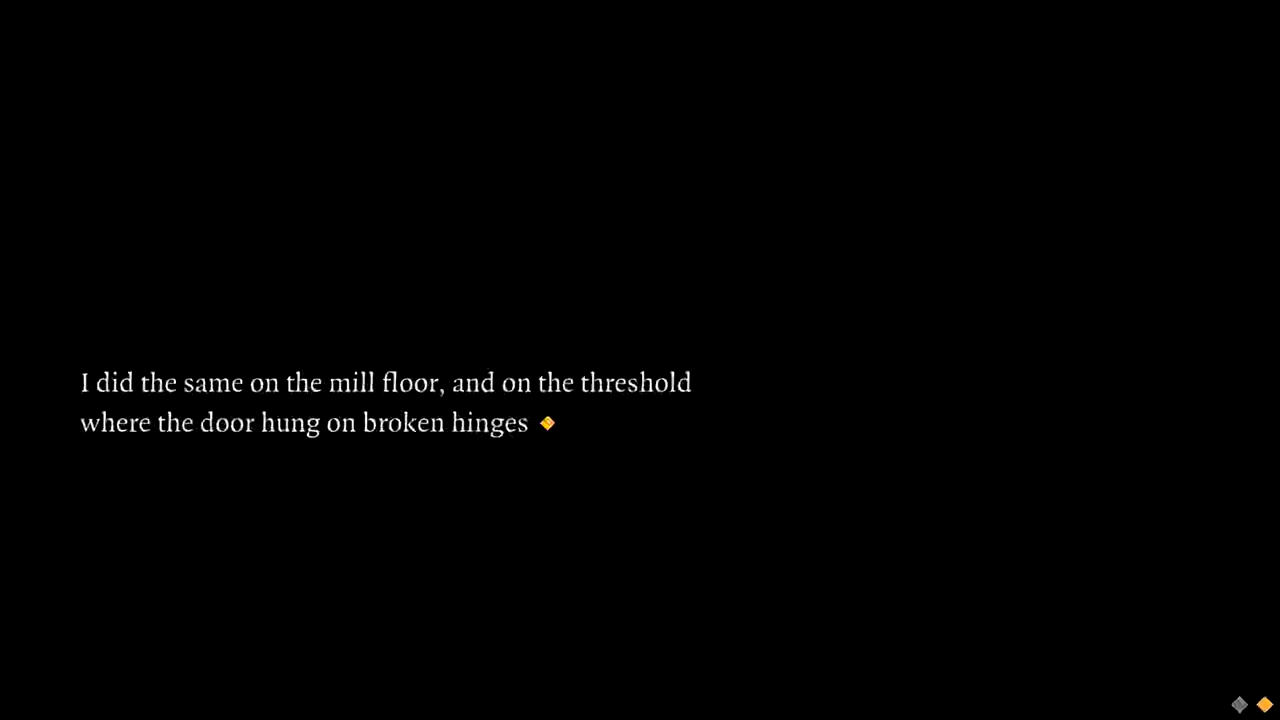 I did the same on the mill floor, and on the threshold
where the door hung on broken hinges